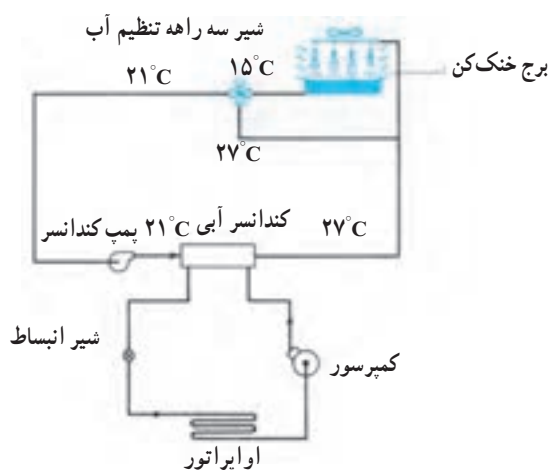 شیر سه راهه تنظیم آب
۲۱°C ۱۵°C
برج خنک‌کن
۲۷°C
پمپ کندانسر ۲۱°C کندانسر آبی ۲۷°C
شیر انبساط
کمپرسور
اواپراتور